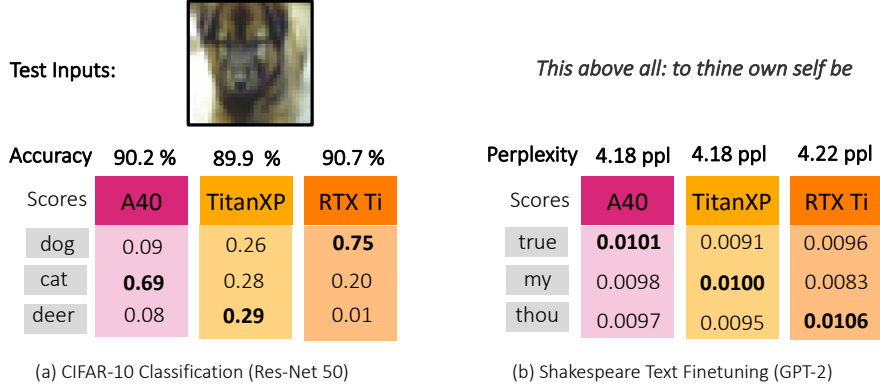 Test Inputs:
This above all: to thine own self be
Accuracy 90.2 % 89.9 % 90.7 %
Scores A40 TitanXP RTX Ti
dog 0.09 0.26 0.75
cat 0.69 0.28 0.20
deer 0.08 0.29 0.01
(a) CIFAR-10 Classification (Res-Net 50)
Perplexity 4.18 ppl 4.18 ppl 4.22 ppl
Scores A40 TitanXP RTX Ti
true 0.0101 0.0091 0.0096
my 0.0098 0.0100 0.0083
thou 0.0097 0.0095 0.0106
(b) Shakespeare Text Finetuning (GPT-2)